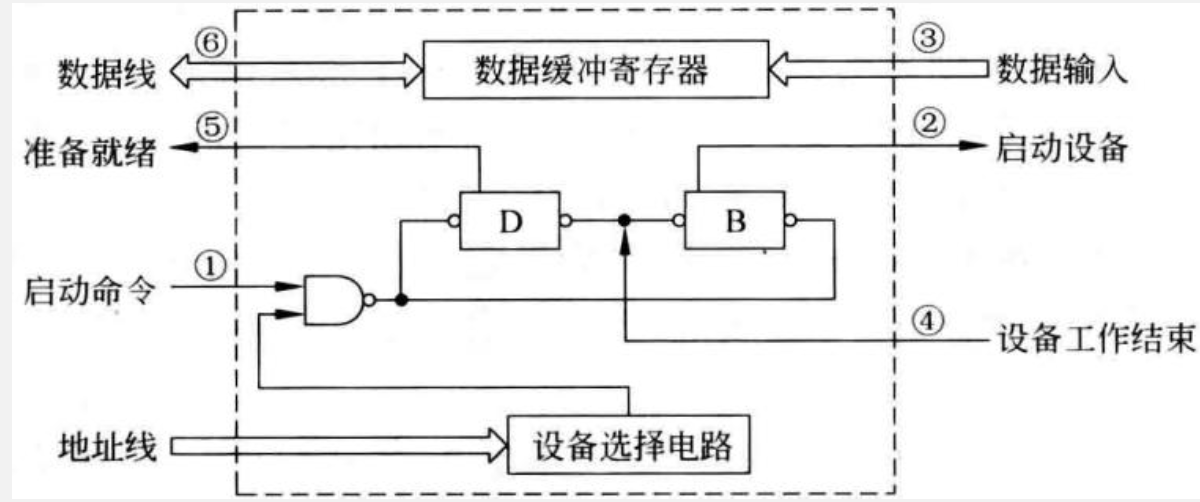 ⑥ ③
数据线 数据缓冲寄存器 数据输入
⑤ ②
准备就绪 启动设备
D B
①
启动命令
④
设备工作结束
地址线 设备选择电路